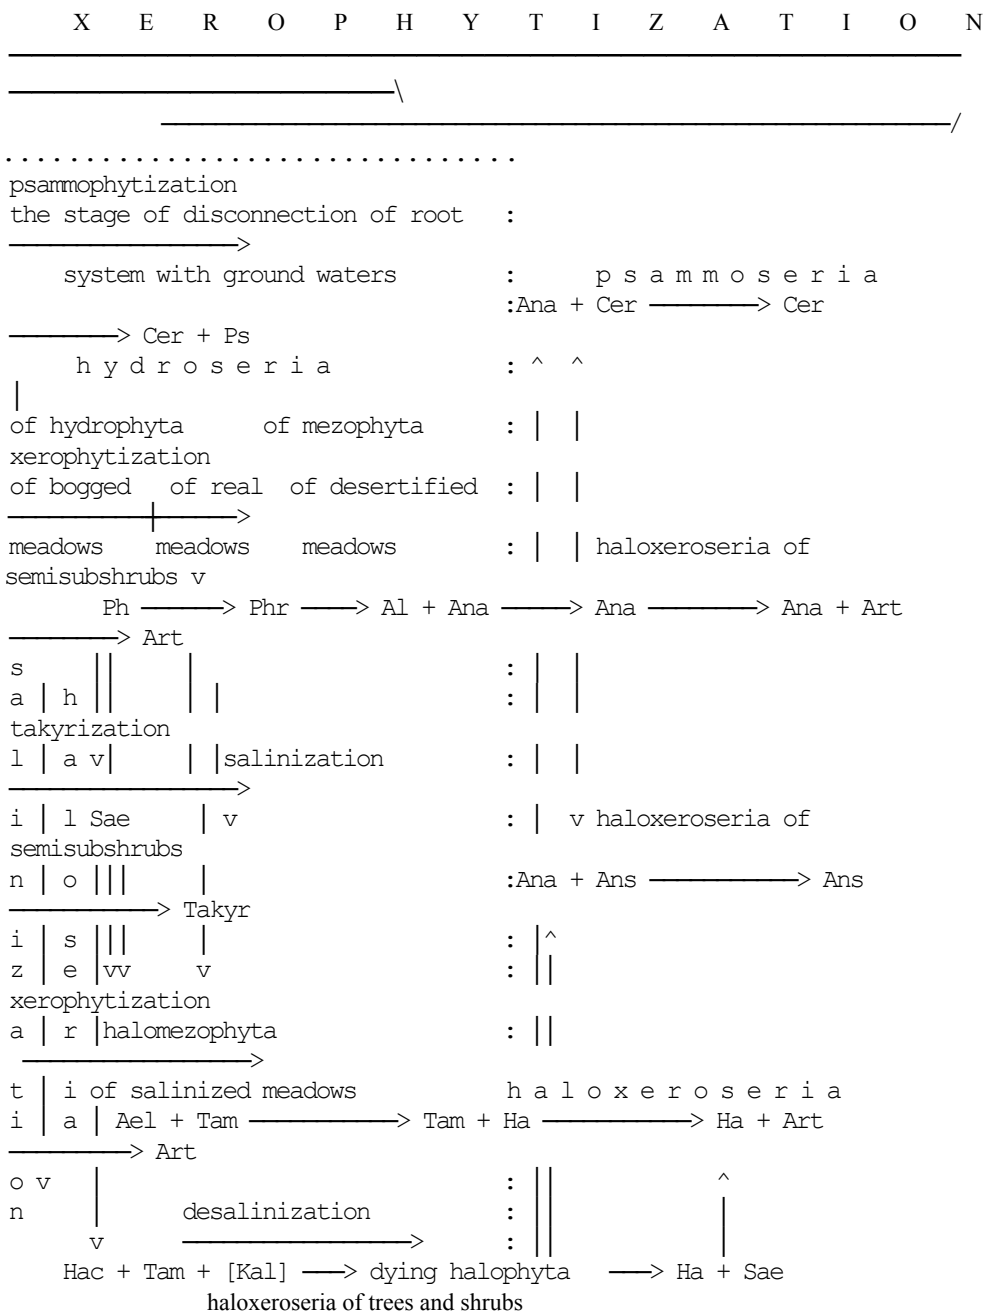 X E R O P H Y T I Z A T I O N
────────────────────────────────────────
────────────────\
─────────────────────────────────/
................................
psammophytization
the stage of disconnection of root :
─────────>
system with ground waters : p s a m m o s e r i a
:Ana + Cer ─────> Cer
─────> Cer + Ps
h y d r o s e r i a : ^ ^
│
of hydrophyta of mezophyta : │ │
xerophytization
of bogged of real of desertified : │ │
──────┼───>
meadows meadows meadows : │ │ haloxeroseria of
semisubshrubs v
Ph ────> Phr ───> Al + Ana ────> Ana ─────> Ana + Art
─────> Art
s ││ │ : │ │
a │ h ││ │ │ : │ │
takyrization
l │ a v│ │ │salinization : │ │
─────────>
i │ l Sae │ v : │ v haloxeroseria of
semisubshrubs
n │ o │││ │ :Ana + Ans ──────> Ans
──────> Takyr
i │ s │││ │ : │^
z │ e │vv v : ││
xerophytization
a │ r │halomezophyta : ││
─────────>
t │ i of salinized meadows h a l o x e r o s e r i a
i │ a │ Ael + Tam ──────> Tam + Ha ──────> Ha + Art
─────> Art
o v │ : ││ ^
n │ desalinization : ││ │
v ─────────> : ││ │
Hac + Tam + [Kal] ──> dying halophyta ──> Ha + Sae
haloxeroseria of trees and shrubs